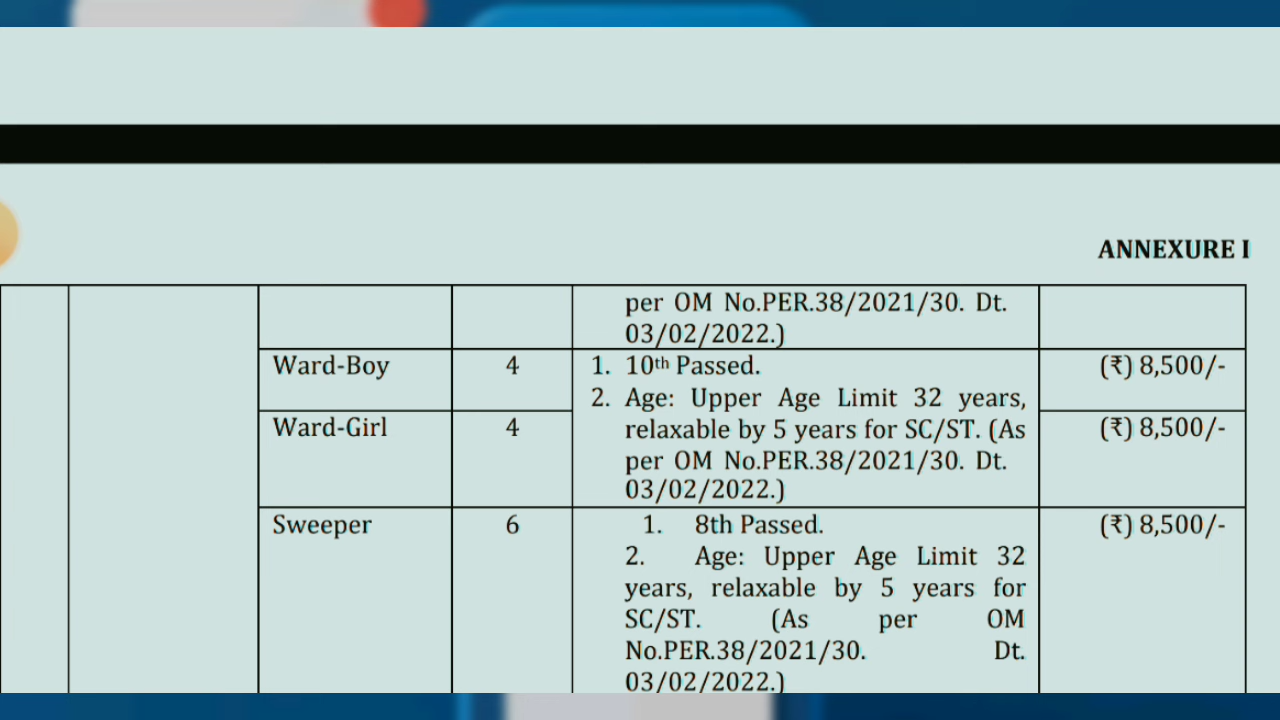 ANNEXURE I
per OM No.PER.38/2021/30. Dt.
03/02/2022.)
Ward-Boy 4 1. 10th Passed. (₹) 8,500/-
2. Age: Upper Age Limit 32 years,
Ward-Girl 4 relaxable by 5 years for SC/ST. (As (₹) 8,500/-
per OM No.PER.38/2021/30. Dt.
03/02/2022.)
Sweeper 6 1. 8th Passed. (₹) 8,500/-
2. Age: Upper Age Limit 32
years, relaxable by 5 years for
SC/ST. (As per OM
No.PER.38/2021/30. Dt.
03/02/2022.)